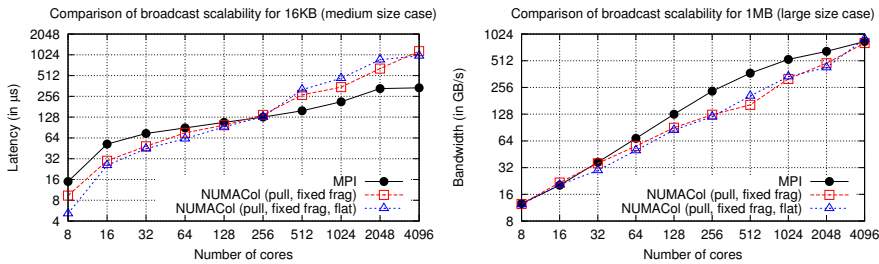 Comparison of broadcast scalability for 16KB (medium size case)
2048
1024
512
256
128
64
32
16
8
4
Latency (in µs)
MPI
NUMACol (pull, fixed frag)
NUMACol (pull, fixed frag, flat)
8 16 32 64 128 256 512 1024 2048 4096
Number of cores
Comparison of broadcast scalability for 1MB (large size case)
1024
512
256
128
64
32
16
8
Bandwidth (in GB/s)
MPI
NUMACol (pull, fixed frag)
NUMACol (pull, fixed frag, flat)
8 16 32 64 128 256 512 1024 2048 4096
Number of cores